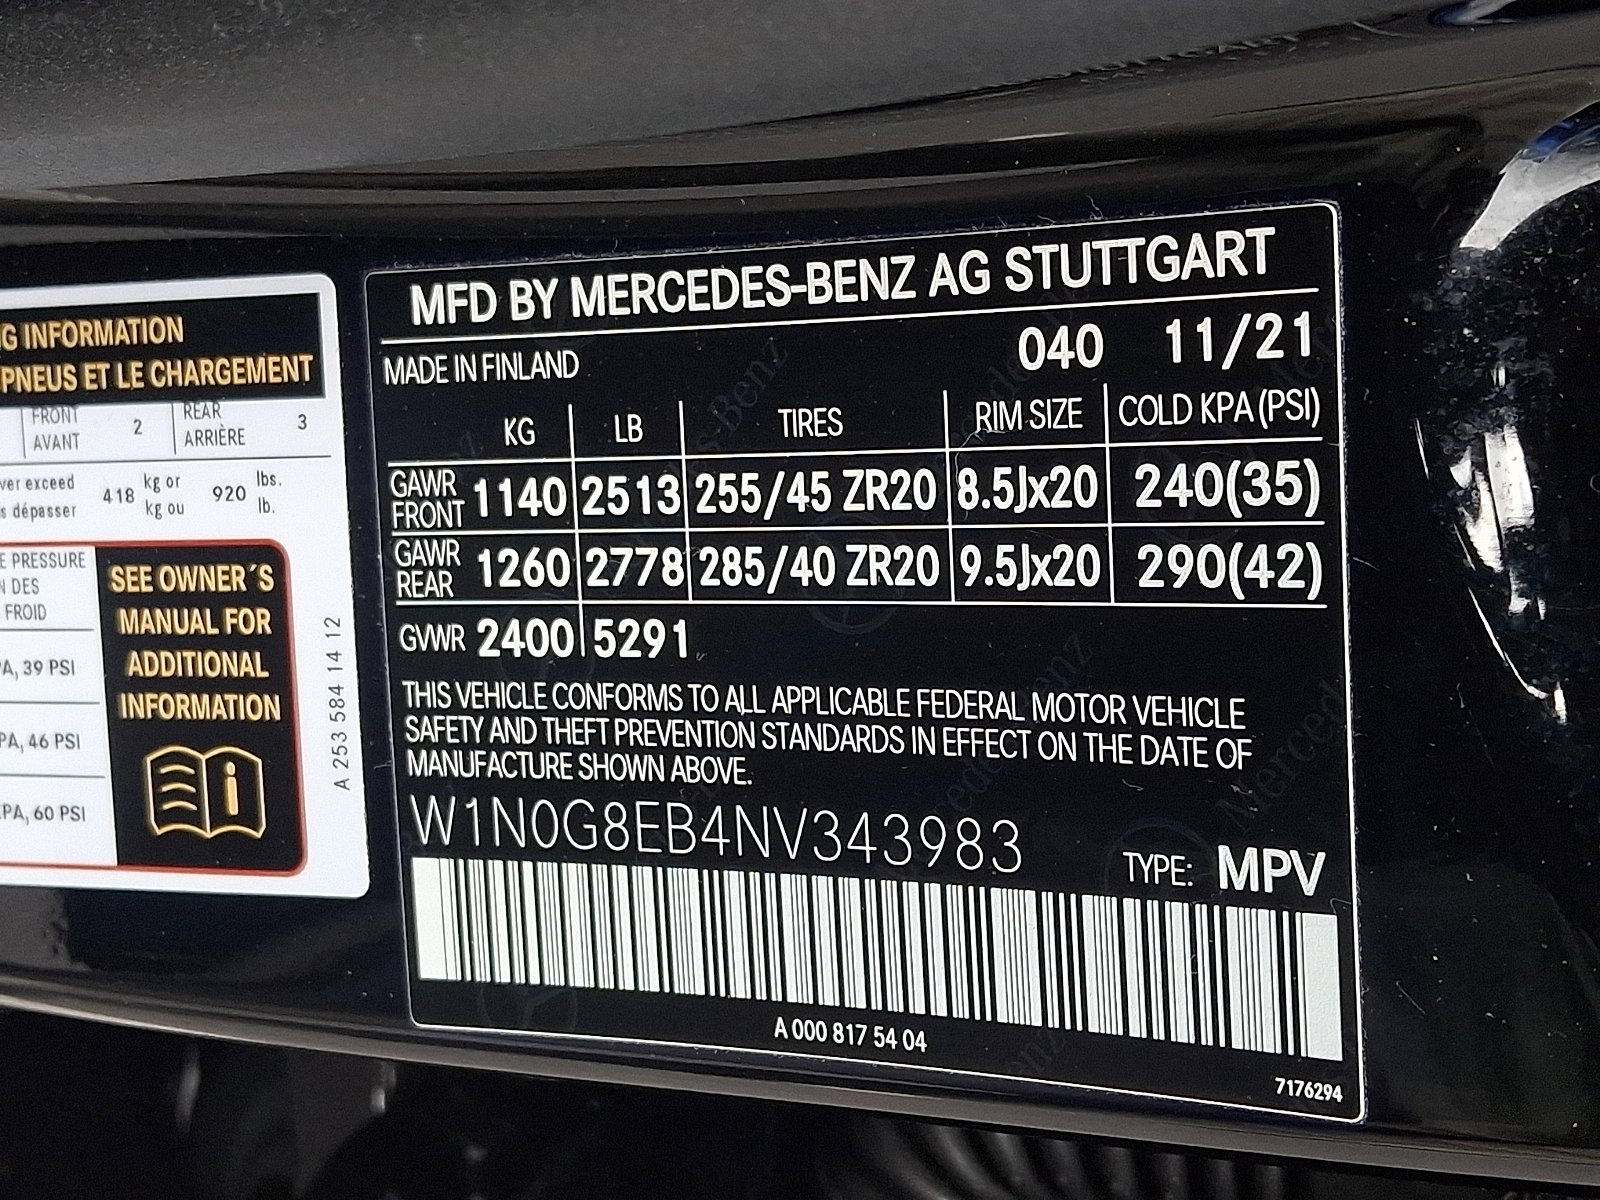 G INFORMATION
PNEUS ET LE CHARGEMENT
FRONT
AVANT
2
REAR
ARRIÈRE
3
ver exceed
s dépasser
418
kg or
kg ou
920
lbs.
lb.
E PRESSURE
N DES
FROID
PA, 39 PSI
PA, 46 PSI
KPA, 60 PSI
SEE OWNER´S
MANUAL FOR
ADDITIONAL
INFORMATION
A 253 584 14 12
MFD BY MERCEDES-BENZ AG STUTTGART
MADE IN FINLAND 040 11/21
KG LB TIRES RIM SIZE COLD KPA (PSI)
GAWR FRONT 1140 2513 255/45 ZR20 8.5Jx20 240(35)
GAWR REAR 1260 2778 285/40 ZR20 9.5Jx20 290(42)
GVWR 2400 5291
THIS VEHICLE CONFORMS TO ALL APPLICABLE FEDERAL MOTOR VEHICLE
SAFETY AND THEFT PREVENTION STANDARDS IN EFFECT ON THE DATE OF
MANUFACTURE SHOWN ABOVE.
W1N0G8EB4NV343983
TYPE: MPV
A 000 817 54 04
7176294